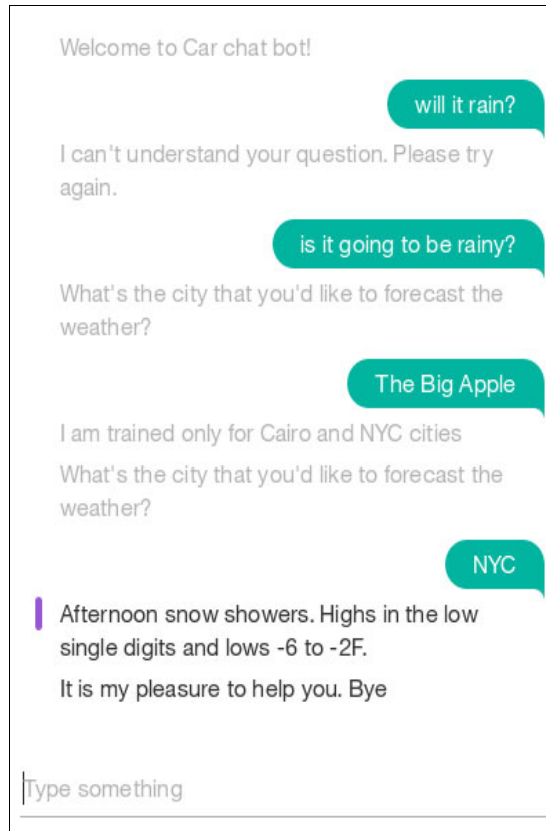 Welcome to Car chat bot!
will it rain?
I can't understand your question. Please try
again.
is it going to be rainy?
What's the city that you'd like to forecast the
weather?
The Big Apple
I am trained only for Cairo and NYC cities
What's the city that you'd like to forecast the
weather?
NYC
Afternoon snow showers. Highs in the low
single digits and lows -6 to -2F.
It is my pleasure to help you. Bye
Type something